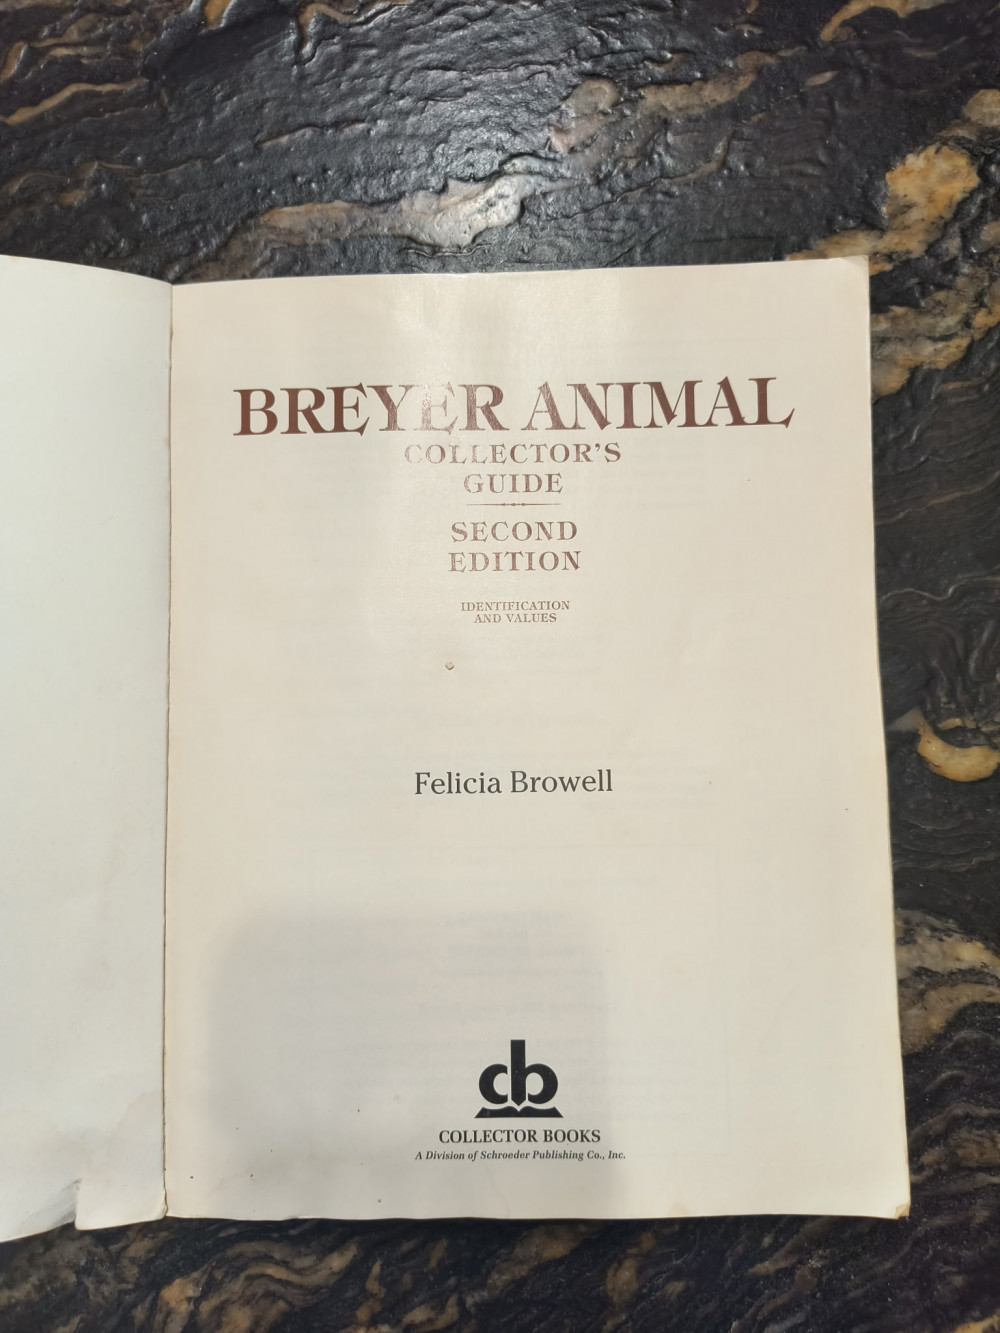 BREYER ANIMAL
COLLECTOR'S
GUIDE
SECOND
EDITION
IDENTIFICATION
AND VALUES
Felicia Browell
cb
COLLECTOR BOOKS
A Division of Schroeder Publishing Co., Inc.